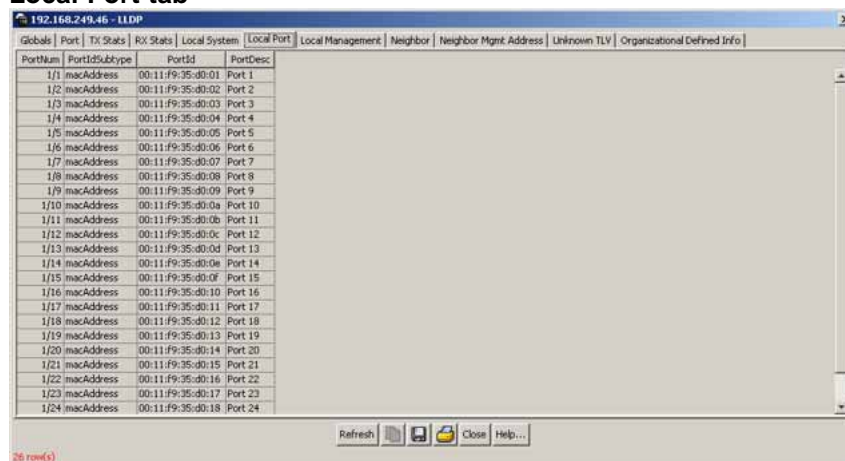 Local Port tab
192.168.249.46 - LLDP
Globals Port TX Stats RX Stats Local System Local Port Local Management Neighbor Neighbor Mgmt Address Unknown TLV Organizational Defined Info
PortNum PortIdSubtype PortId PortDesc
1/1 macAddress 00:11:f9:35:d0:01 Port 1
1/2 macAddress 00:11:f9:35:d0:02 Port 2
1/3 macAddress 00:11:f9:35:d0:03 Port 3
1/4 macAddress 00:11:f9:35:d0:04 Port 4
1/5 macAddress 00:11:f9:35:d0:05 Port 5
1/6 macAddress 00:11:f9:35:d0:06 Port 6
1/7 macAddress 00:11:f9:35:d0:07 Port 7
1/8 macAddress 00:11:f9:35:d0:08 Port 8
1/9 macAddress 00:11:f9:35:d0:09 Port 9
1/10 macAddress 00:11:f9:35:d0:0a Port 10
1/11 macAddress 00:11:f9:35:d0:0b Port 11
1/12 macAddress 00:11:f9:35:d0:0c Port 12
1/13 macAddress 00:11:f9:35:d0:0d Port 13
1/14 macAddress 00:11:f9:35:d0:0e Port 14
1/15 macAddress 00:11:f9:35:d0:0f Port 15
1/16 macAddress 00:11:f9:35:d0:10 Port 16
1/17 macAddress 00:11:f9:35:d0:11 Port 17
1/18 macAddress 00:11:f9:35:d0:12 Port 18
1/19 macAddress 00:11:f9:35:d0:13 Port 19
1/20 macAddress 00:11:f9:35:d0:14 Port 20
1/21 macAddress 00:11:f9:35:d0:15 Port 21
1/22 macAddress 00:11:f9:35:d0:16 Port 22
1/23 macAddress 00:11:f9:35:d0:17 Port 23
1/24 macAddress 00:11:f9:35:d0:18 Port 24
Refresh Close Help...
26 row(s)